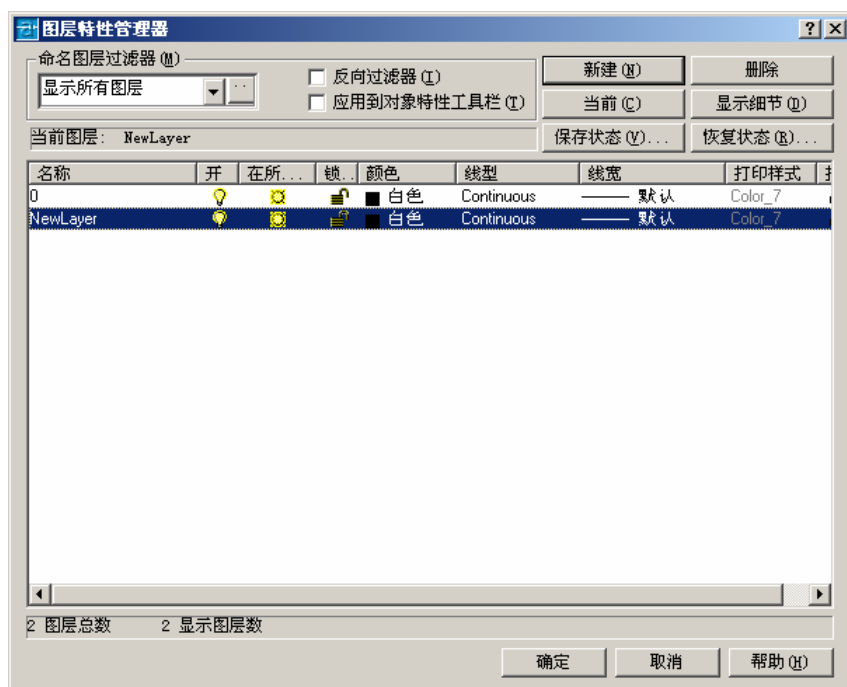 图层特性管理器
命名图层过滤器(M)
显示所有图层
..
反向过滤器(I)
应用到对象特性工具栏(T)
新建(N)
删除
当前(C)
显示细节(D)
当前图层: NewLayer
保存状态(V)...
恢复状态(R)...
名称 开 在所... 锁.. 颜色 线型 线宽 打印样式
0 白色 Continuous 默认 Color_7
NewLayer 白色 Continuous 默认 Color_7
2 图层总数 2 显示图层数
确定 取消 帮助(H)